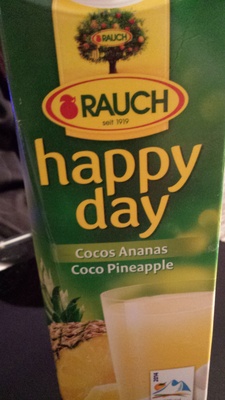 RAUCH
RAUCH
seit 1919
happy
day
Cocos Ananas
Coco Pineapple